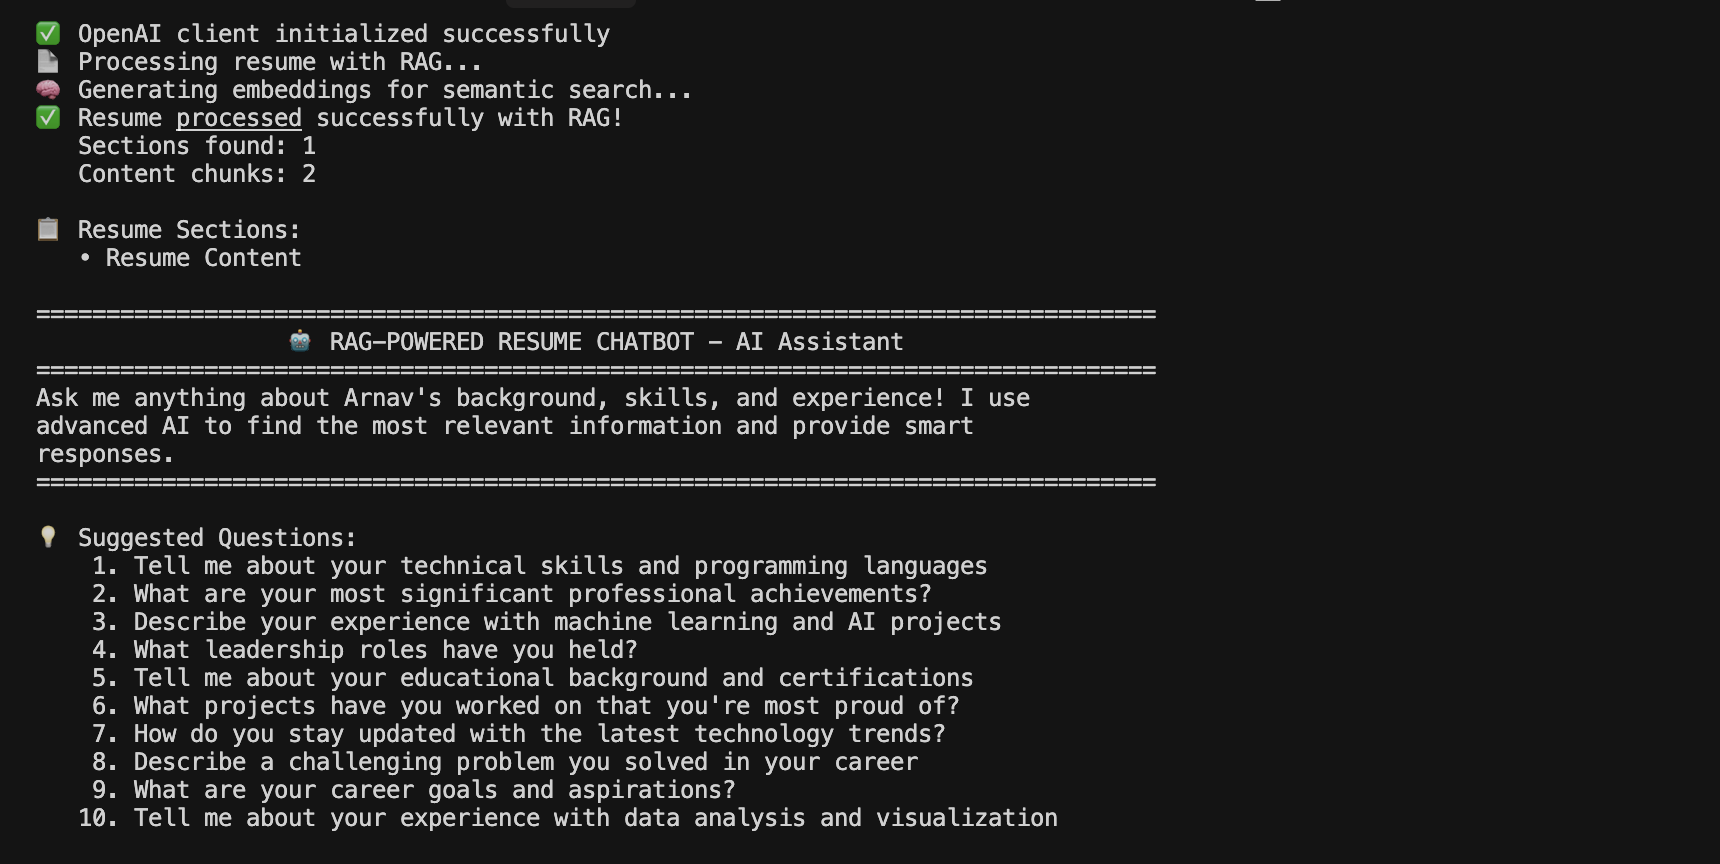 ✅ OpenAI client initialized successfully
📄 Processing resume with RAG...
🧠 Generating embeddings for semantic search...
✅ Resume processed successfully with RAG!
Sections found: 1
Content chunks: 2
📋 Resume Sections:
• Resume Content
================================================================================
🤖 RAG-POWERED RESUME CHATBOT - AI Assistant
================================================================================
Ask me anything about Arnav's background, skills, and experience! I use
advanced AI to find the most relevant information and provide smart
responses.
================================================================================
💡 Suggested Questions:
1. Tell me about your technical skills and programming languages
2. What are your most significant professional achievements?
3. Describe your experience with machine learning and AI projects
4. What leadership roles have you held?
5. Tell me about your educational background and certifications
6. What projects have you worked on that you're most proud of?
7. How do you stay updated with the latest technology trends?
8. Describe a challenging problem you solved in your career
9. What are your career goals and aspirations?
10. Tell me about your experience with data analysis and visualization